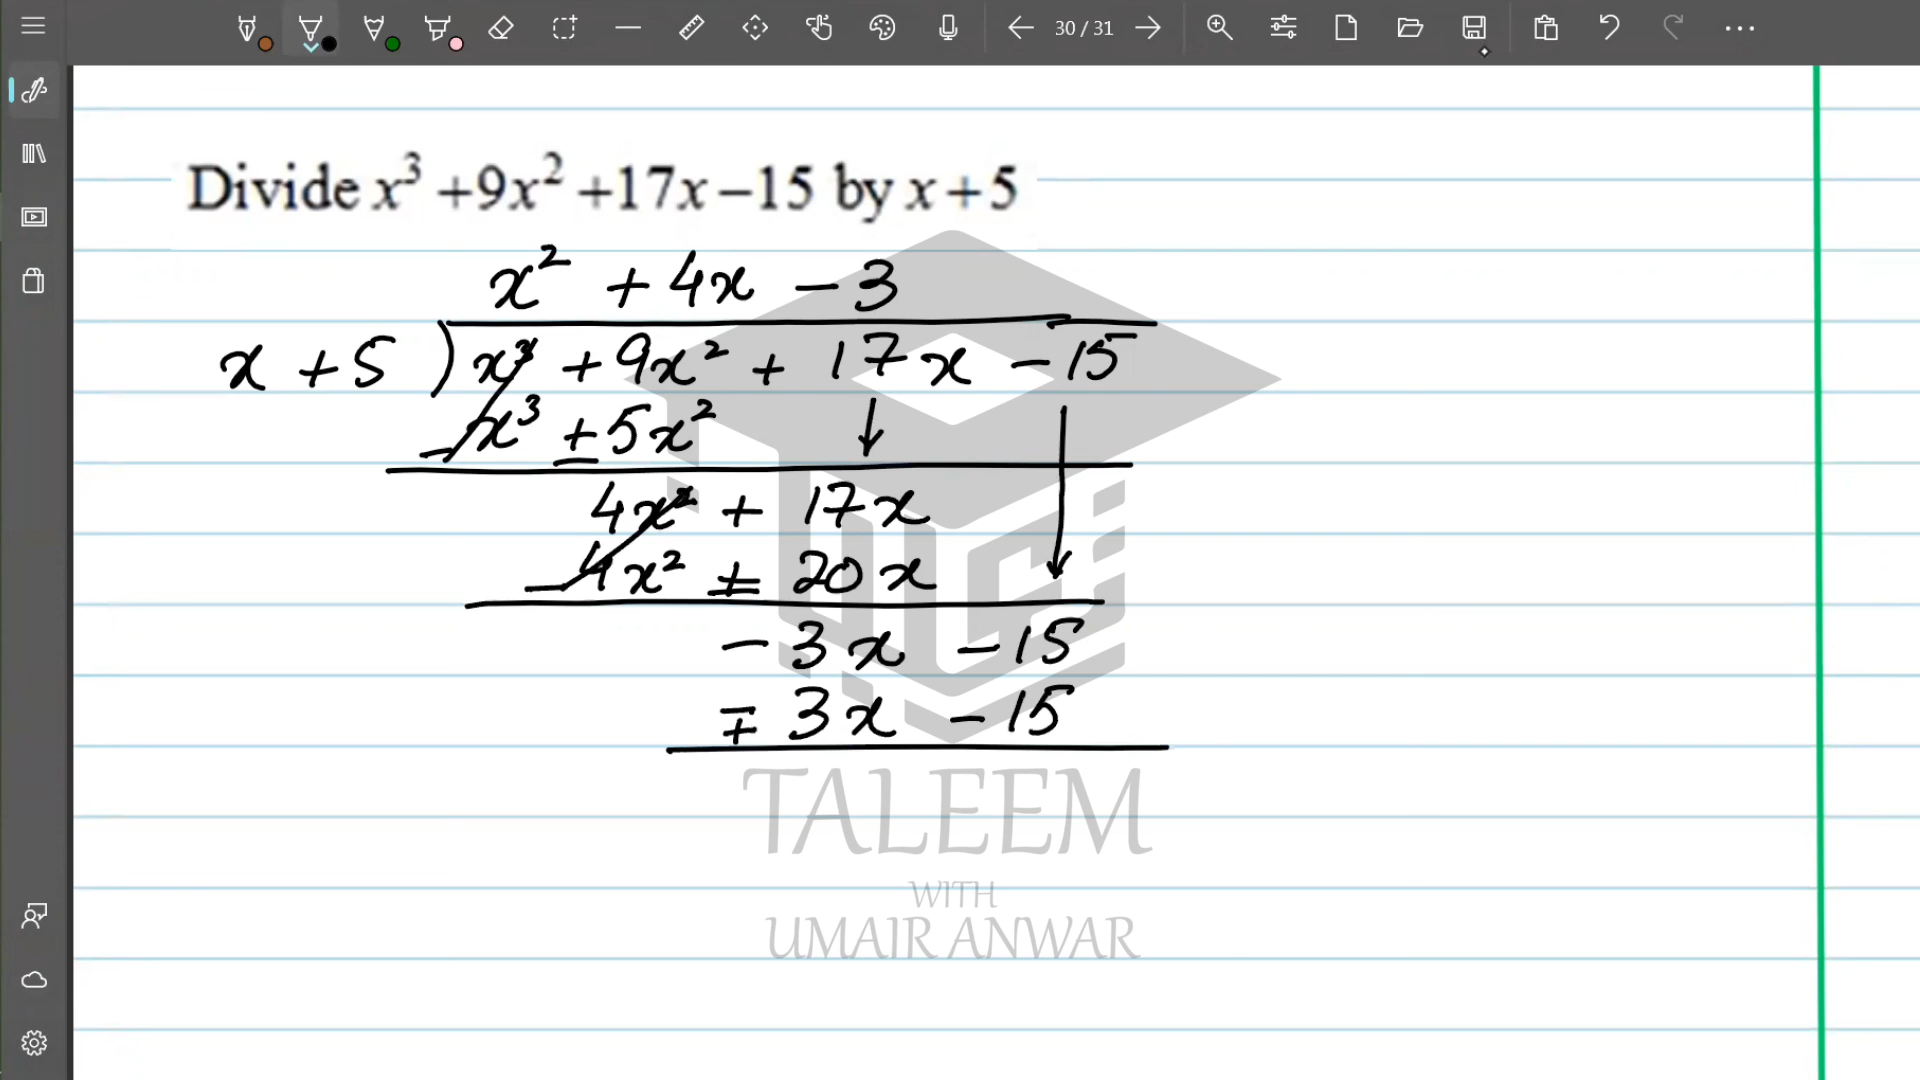 30 / 31
Divide x³ +9x² +17x−15 by x+5
x² + 4x − 3
x + 5 ) x³ + 9x² + 17x − 15
− x³ ± 5x²
4x² + 17x
− 4x² ± 20x
− 3x − 15
∓ 3x − 15
TALEEM
WITH
UMAIR ANWAR